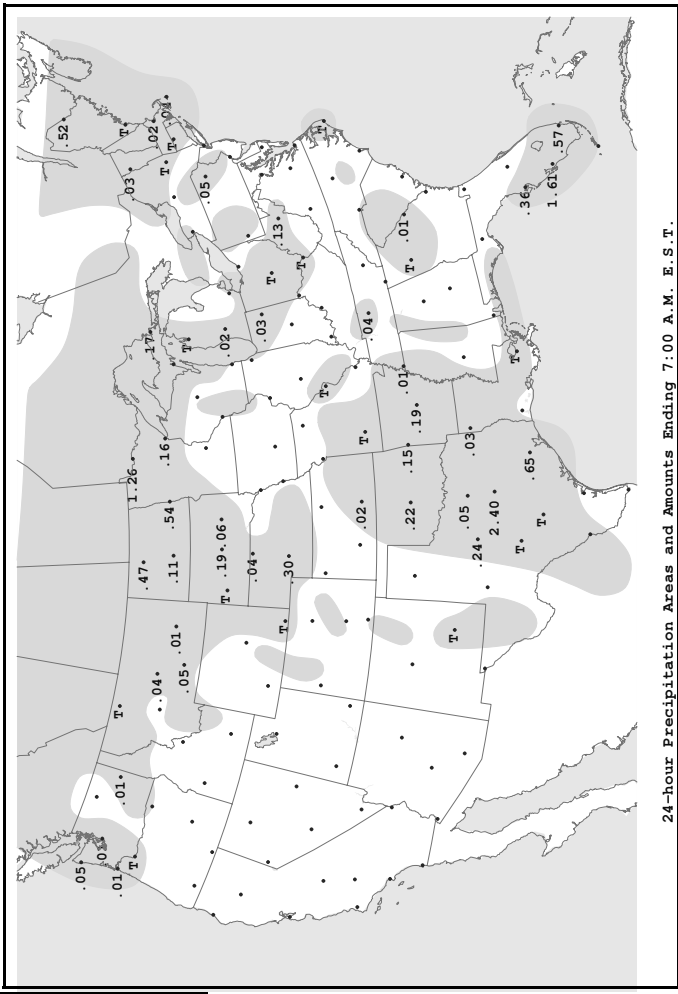 .52
.05
0
.01
T
.01
T
.03
1.26
T
.47
.17
.02
.04
.16
T
.54
T
.11
.01
.05
T
.05
.19
.06
.02
T
.04
.03
T
.13
T
.30
T
T
T
.02
T
.04
.01
.01
.15
T
.22
.19
T
.05
.03
.24
2.40
T
T
.36
.65
T
1.61
.57
24-hour Precipitation Areas and Amounts Ending 7:00 A.M. E.S.T.